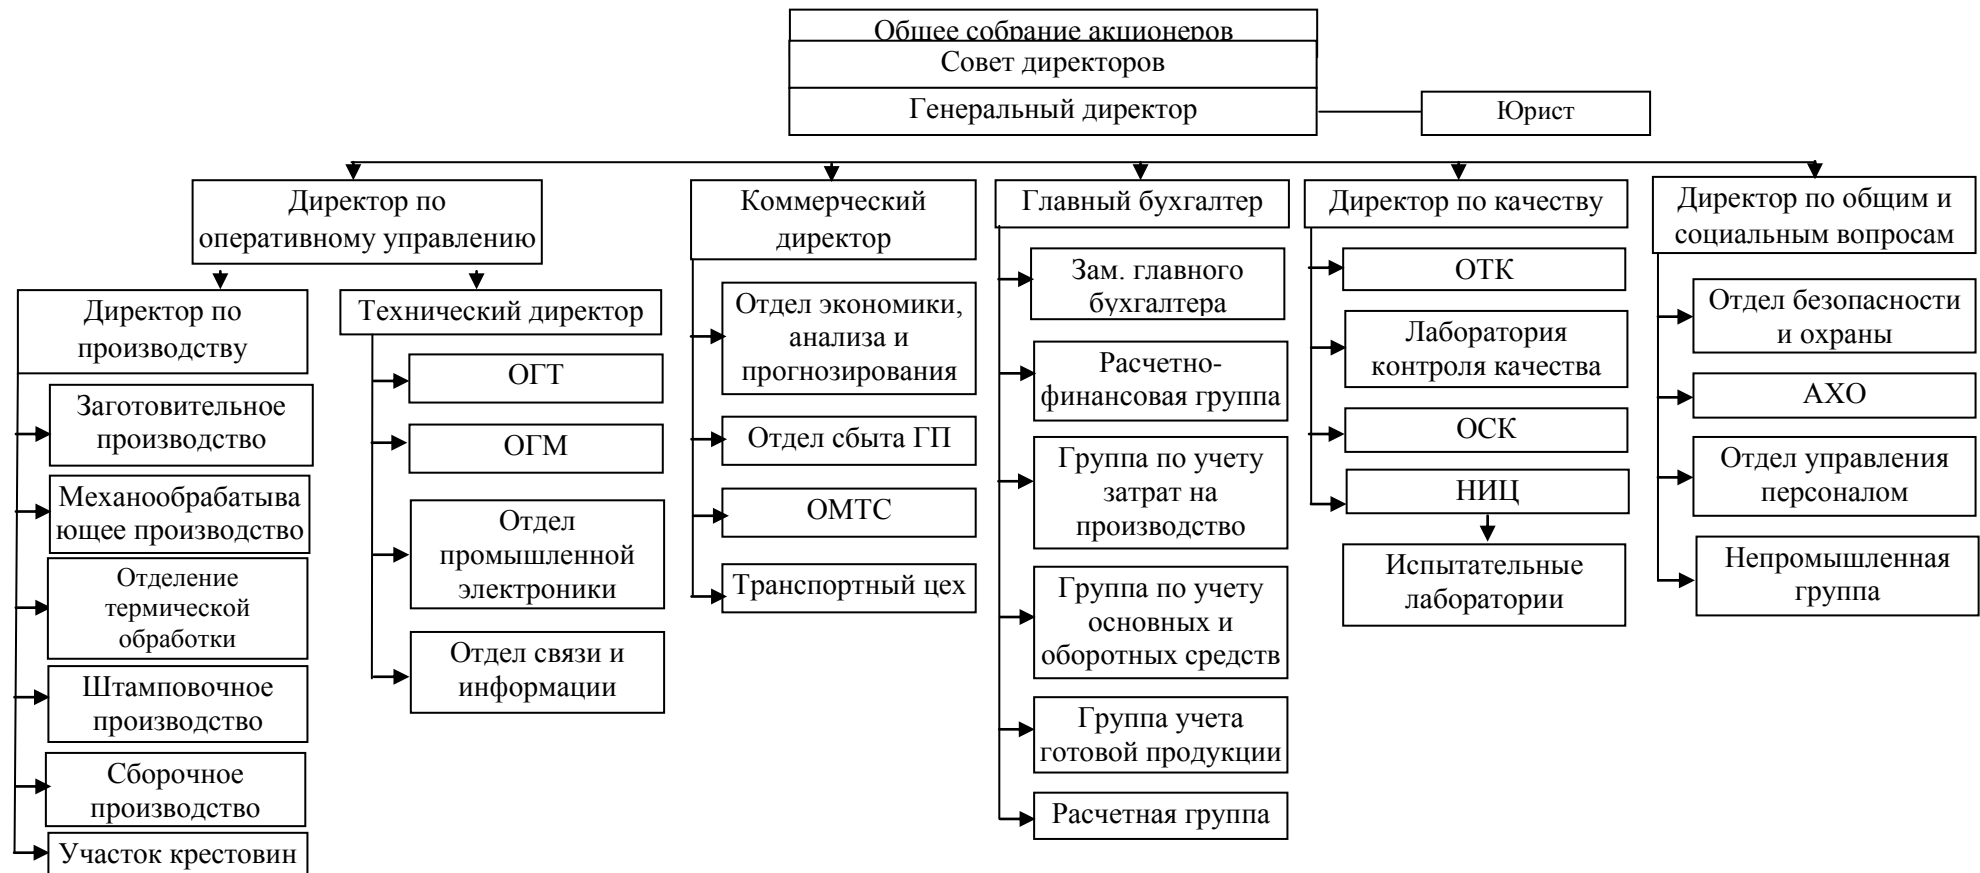 Общее собрание акционеров
Совет директоров
Генеральный директор
Юрист
Директор по
оперативному управлению
Коммерческий
директор
Главный бухгалтер
Директор по качеству
Директор по общим и
социальным вопросам
Директор по
производству
Заготовительное
производство
Механообрабатыва
ющее производство
Отделение
термической
обработки
Штамповочное
производство
Сборочное
производство
Участок крестовин
Технический директор
ОГТ
ОГМ
Отдел
промышленной
электроники
Отдел связи и
информации
Отдел экономики,
анализа и
прогнозирования
Отдел сбыта ГП
ОМТС
Транспортный цех
Зам. главного
бухгалтера
Расчетно-
финансовая группа
Группа по учету
затрат на
производство
Группа по учету
основных и
оборотных средств
Группа учета
готовой продукции
Расчетная группа
ОТК
Лаборатория
контроля качества
ОСК
НИЦ
Испытательные
лаборатории
Отдел безопасности
и охраны
АХО
Отдел управления
персоналом
Непромышленная
группа